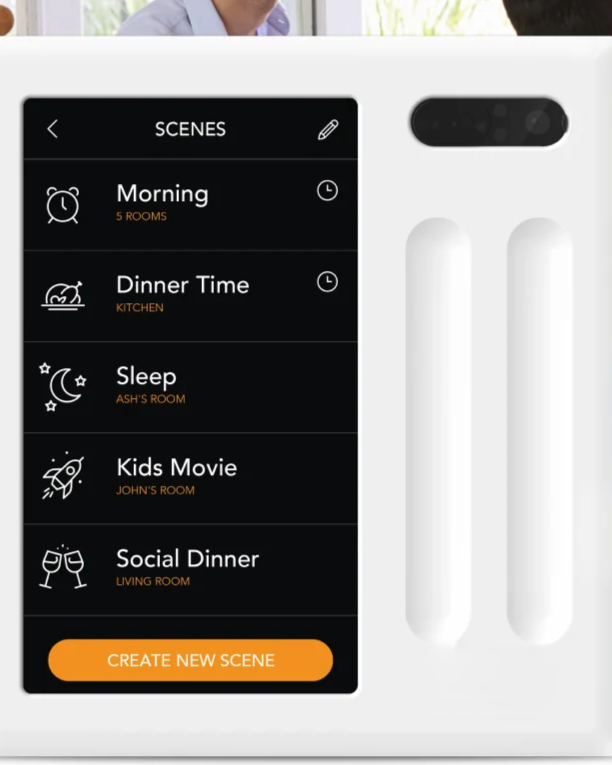 SCENES
Morning
5 ROOMS
Dinner Time
KITCHEN
Sleep
ASH'S ROOM
Kids Movie
JOHN'S ROOM
Social Dinner
LIVING ROOM
CREATE NEW SCENE